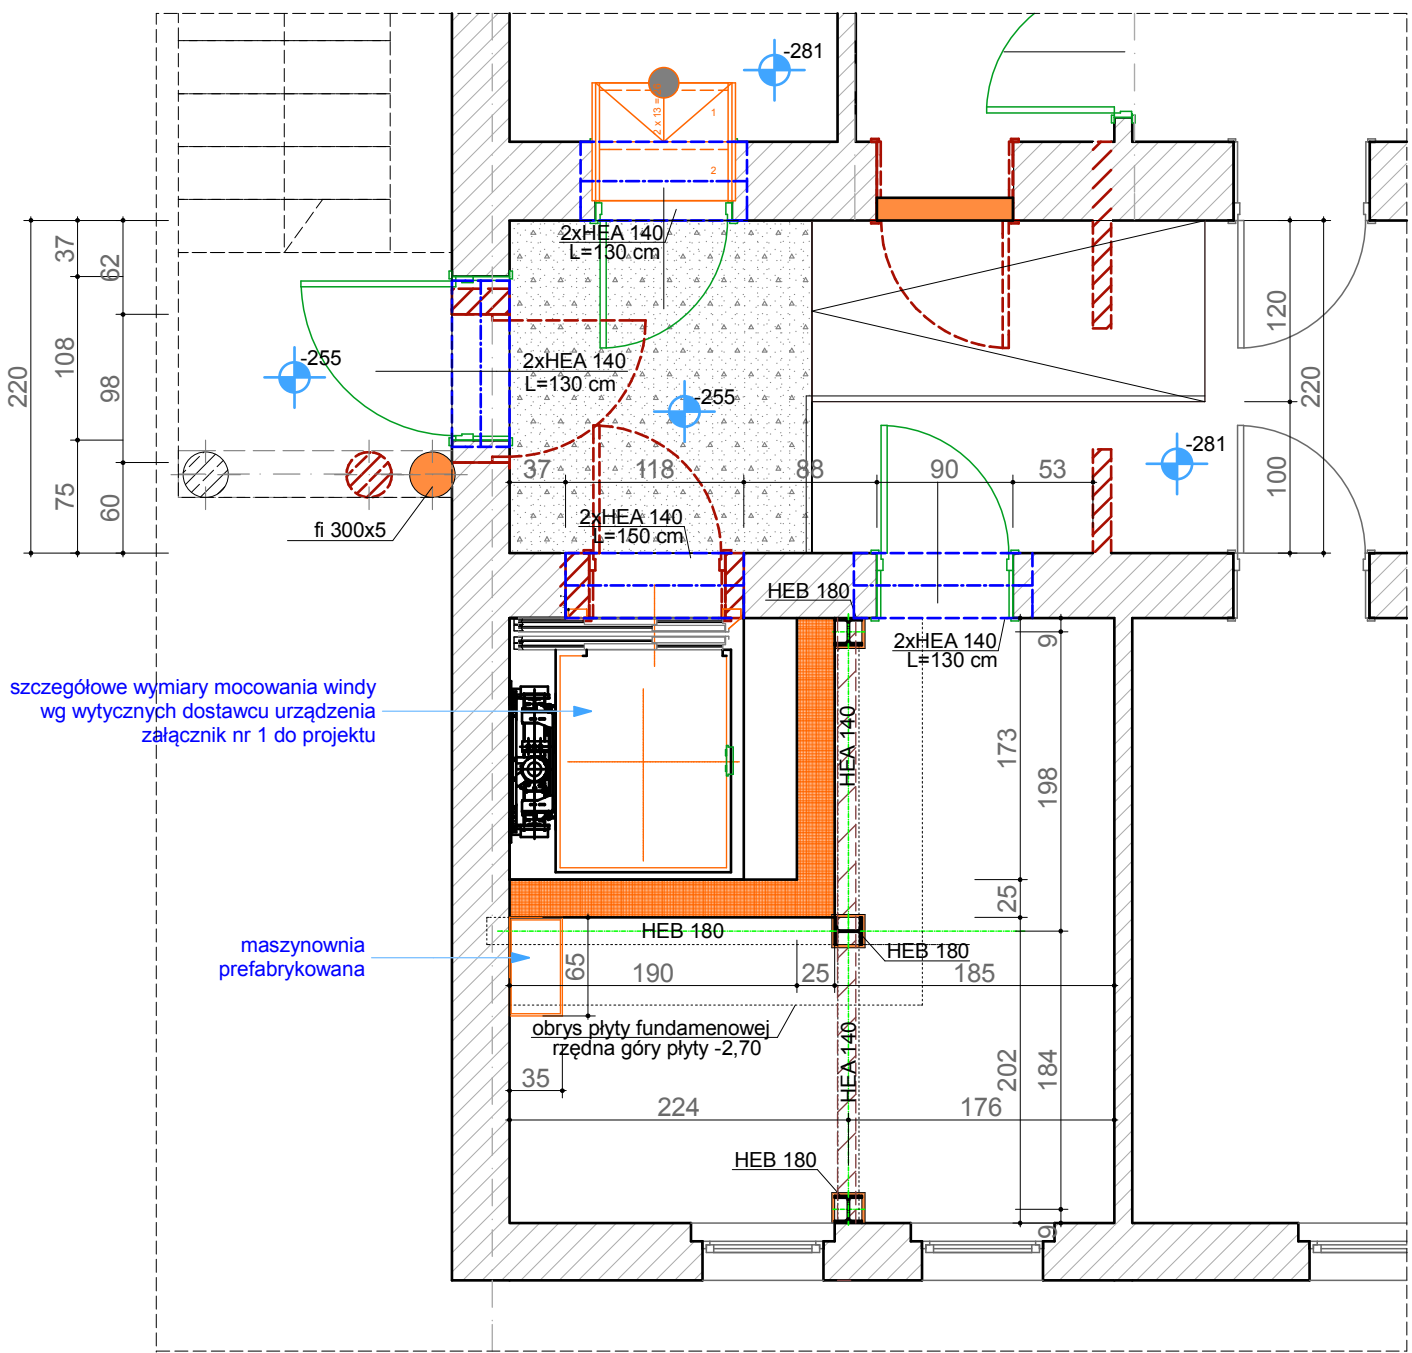 -281
2 x 13 =
1
2
2xHEA 140
L=130 cm
37
62
220
108
98
75
60
-255
2xHEA 140
L=130 cm
-255
120
220
100
-281
37
118
88
90
53
fi 300x5
2xHEA 140
L=150 cm
HEB 180
2xHEA 140
L=130 cm
9
szczegółowe wymiary mocowania windy
wg wytycznych dostawcu urządzenia
załącznik nr 1 do projektu
HEA 140
173
198
25
HEB 180
HEB 180
maszynownia
prefabrykowana
65
190
25
185
obrys płyty fundamenowej
rzędna góry płyty -2,70
35
HEA 140
202
184
224
176
HEB 180
9